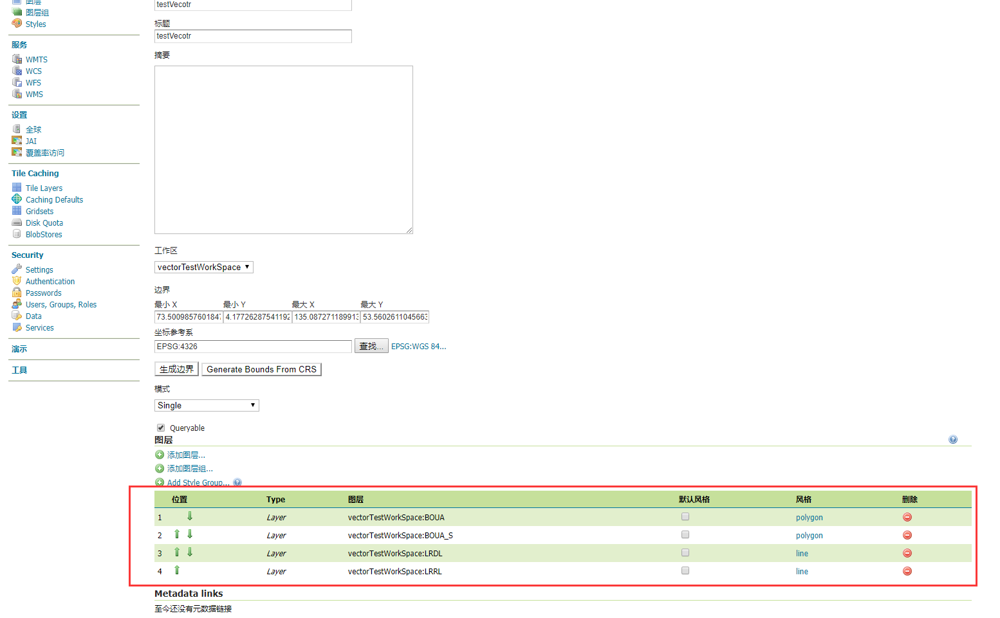 图层
图层组
Styles
服务
WMTS
WCS
WFS
WMS
设置
全球
JAI
覆盖率访问
Tile Caching
Tile Layers
Caching Defaults
Gridsets
Disk Quota
BlobStores
Security
Settings
Authentication
Passwords
Users, Groups, Roles
Data
Services
演示
工具
testVecotr
标题
testVecotr
摘要
工作区
vectorTestWorkSpace
边界
最小 X 最小 Y 最大 X 最大 Y
73.5009857601847 4.17726287541192 135.087271189913 53.5602611045663
坐标参考系
EPSG:4326 查找... EPSG:WGS 84...
生成边界 Generate Bounds From CRS
模式
Single
Queryable
图层
添加图层...
添加图层组...
Add Style Group...
位置 Type 图层 默认风格 风格 删除
1 Layer vectorTestWorkSpace:BOUA polygon
2 Layer vectorTestWorkSpace:BOUA_S polygon
3 Layer vectorTestWorkSpace:LRDL line
4 Layer vectorTestWorkSpace:LRRL line
Metadata links
至今还没有元数据链接